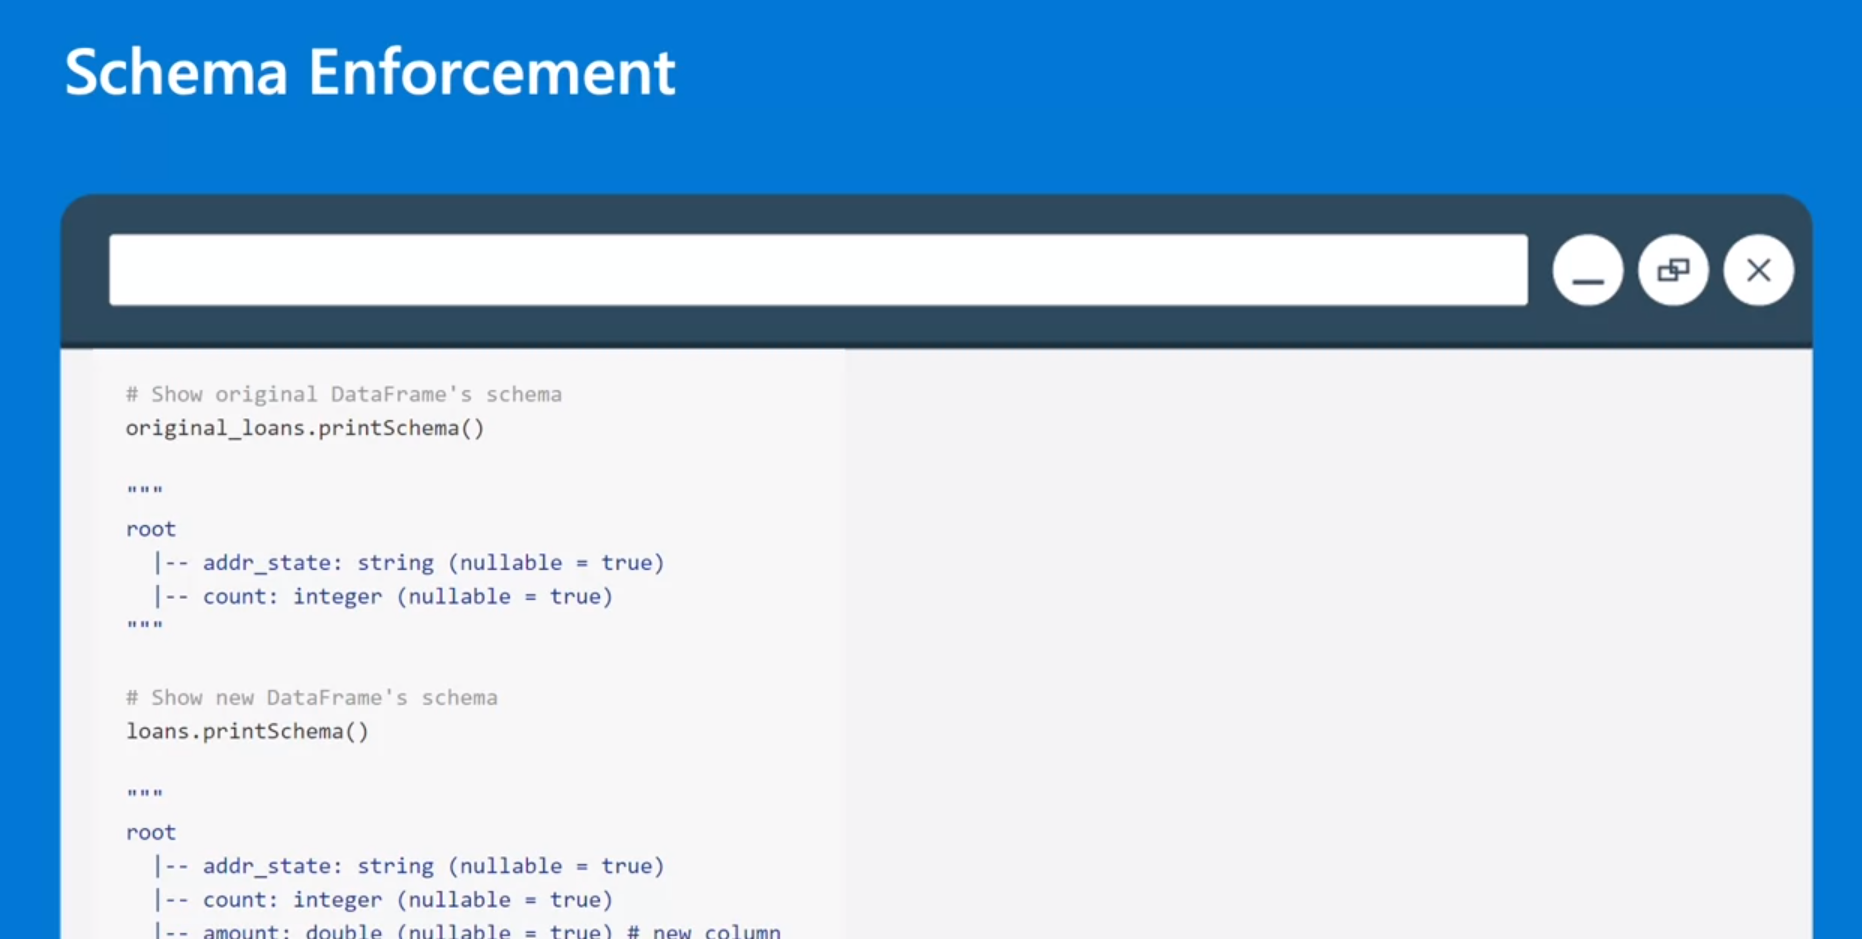 Schema Enforcement
# Show original DataFrame's schema
original_loans.printSchema()
"""
root
|-- addr_state: string (nullable = true)
|-- count: integer (nullable = true)
"""
# Show new DataFrame's schema
loans.printSchema()
"""
root
|-- addr_state: string (nullable = true)
|-- count: integer (nullable = true)
|-- amount: double (nullable = true) # new column